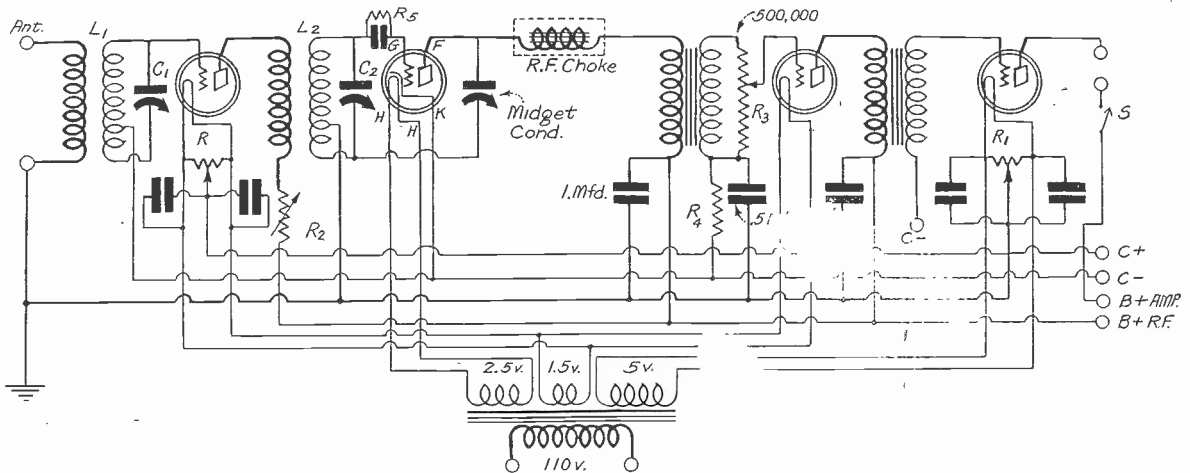 Ant.
L1
C1
R
R2
L2
R5
G
F
C2
H
H
K
Midget
Cond.
R.F. Choke
500,000
R3
1.Mfd.
R4
C-
R1
S
C+
C-
B+AMP.
B+R.F.
2.5v.
1.5v.
5v.
110v.